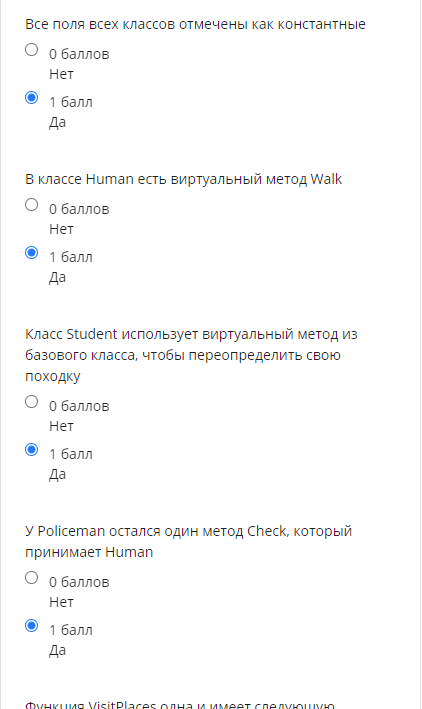 Все поля всех классов отмечены как константные
0 баллов
Нет
1 балл
Да
В классе Human есть виртуальный метод Walk
0 баллов
Нет
1 балл
Да
Класс Student использует виртуальный метод из
базового класса, чтобы переопределить свою
походку
0 баллов
Нет
1 балл
Да
У Policeman остался один метод Check, который
принимает Human
0 баллов
Нет
1 балл
Да
Функция VisitPlaces одна и имеет следующую